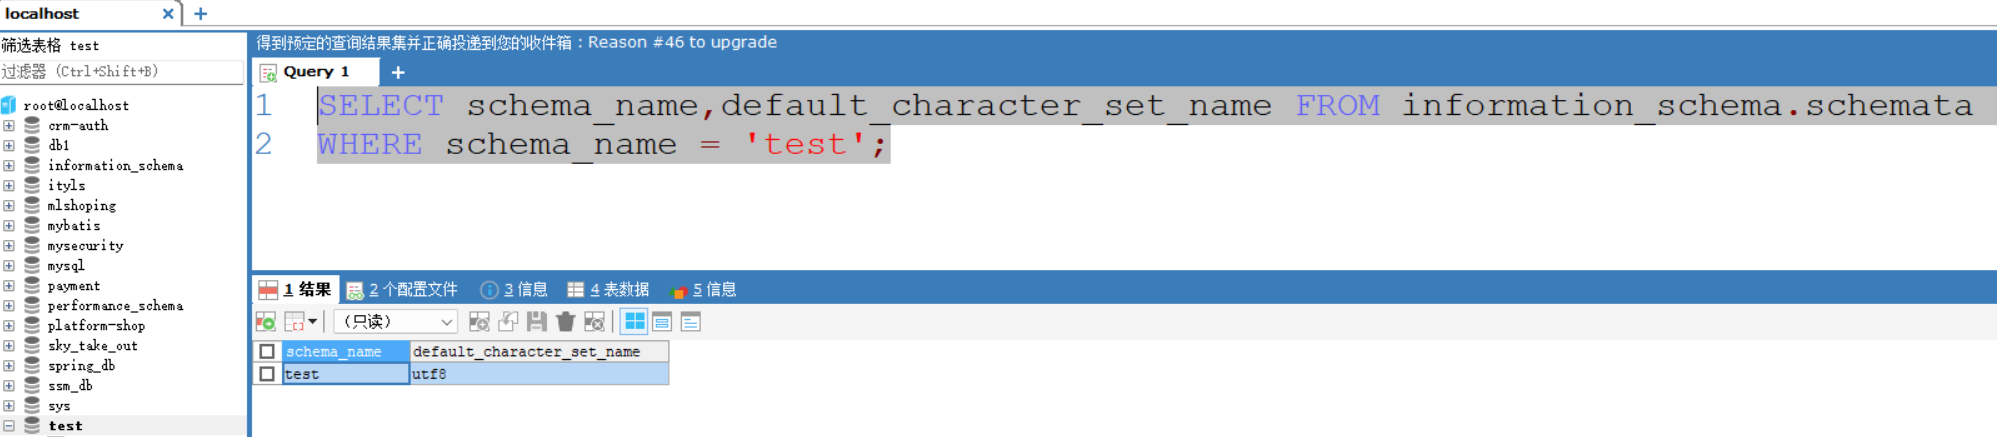 localhost
筛选表格 test
过滤器 (Ctrl+Shift+B)
root@localhost
crm-auth
db1
information_schema
ityls
mlshoping
mybatis
mysecurity
mysql
payment
performance_schema
platform-shop
sky_take_out
spring_db
ssm_db
sys
test
得到预定的查询结果集并正确投递到您的收件箱：Reason #46 to upgrade
Query 1
1 SELECT schema_name,default_character_set_name FROM information_schema.schemata
2 WHERE schema_name = 'test';
1 结果 2 个配置文件 3 信息 4 表数据 5 信息
(只读)
schema_name default_character_set_name
test utf8